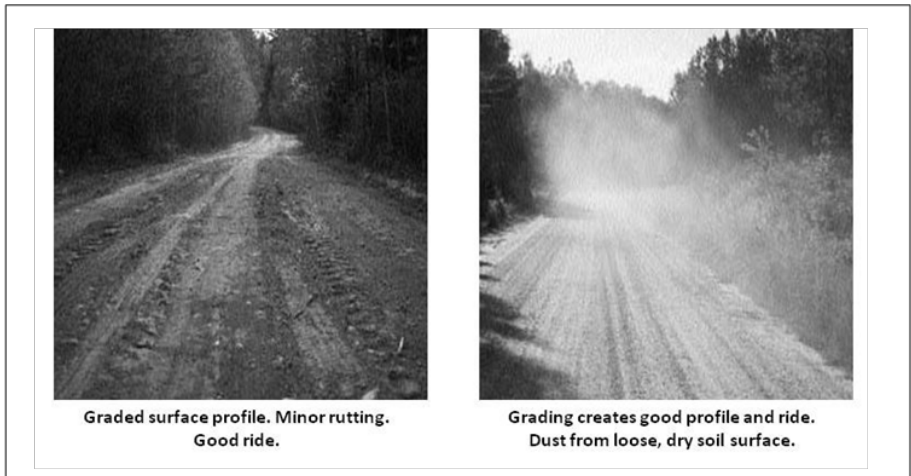 Graded surface profile. Minor rutting.
Good ride.
Grading creates good profile and ride.
Dust from loose, dry soil surface.